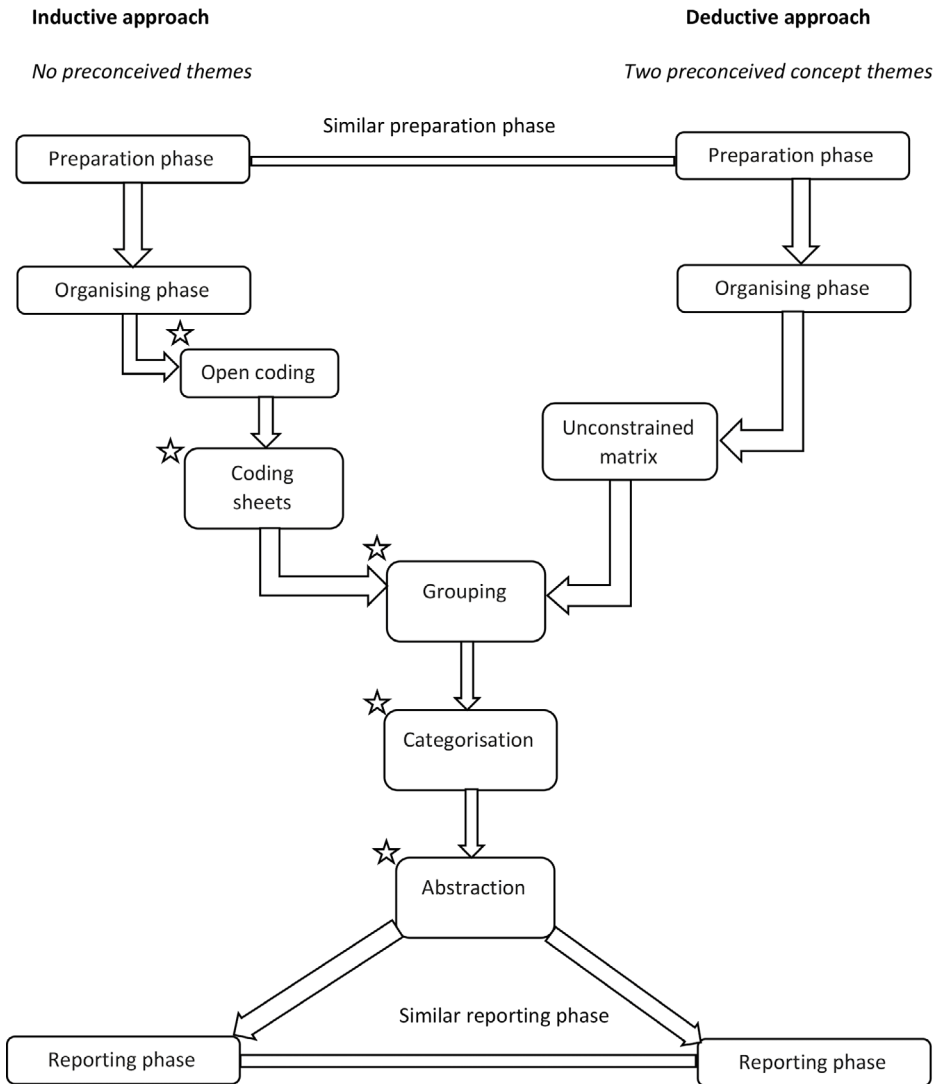 Inductive approach
Deductive approach
No preconceived themes
Two preconceived concept themes
Similar preparation phase
Preparation phase
Preparation phase
Organising phase
Organising phase
Open coding
Unconstrained
matrix
Coding
sheets
Grouping
Categorisation
Abstraction
Similar reporting phase
Reporting phase
Reporting phase